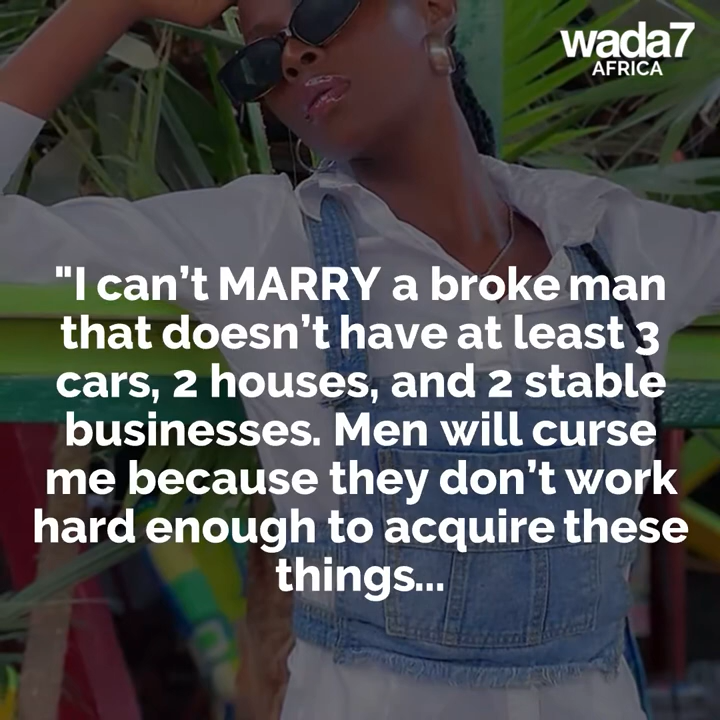 wada7
AFRICA
"I can’t MARRY a broke man
that doesn’t have at least 3
cars, 2 houses, and 2 stable
businesses. Men will curse
me because they don’t work
hard enough to acquire these
things...